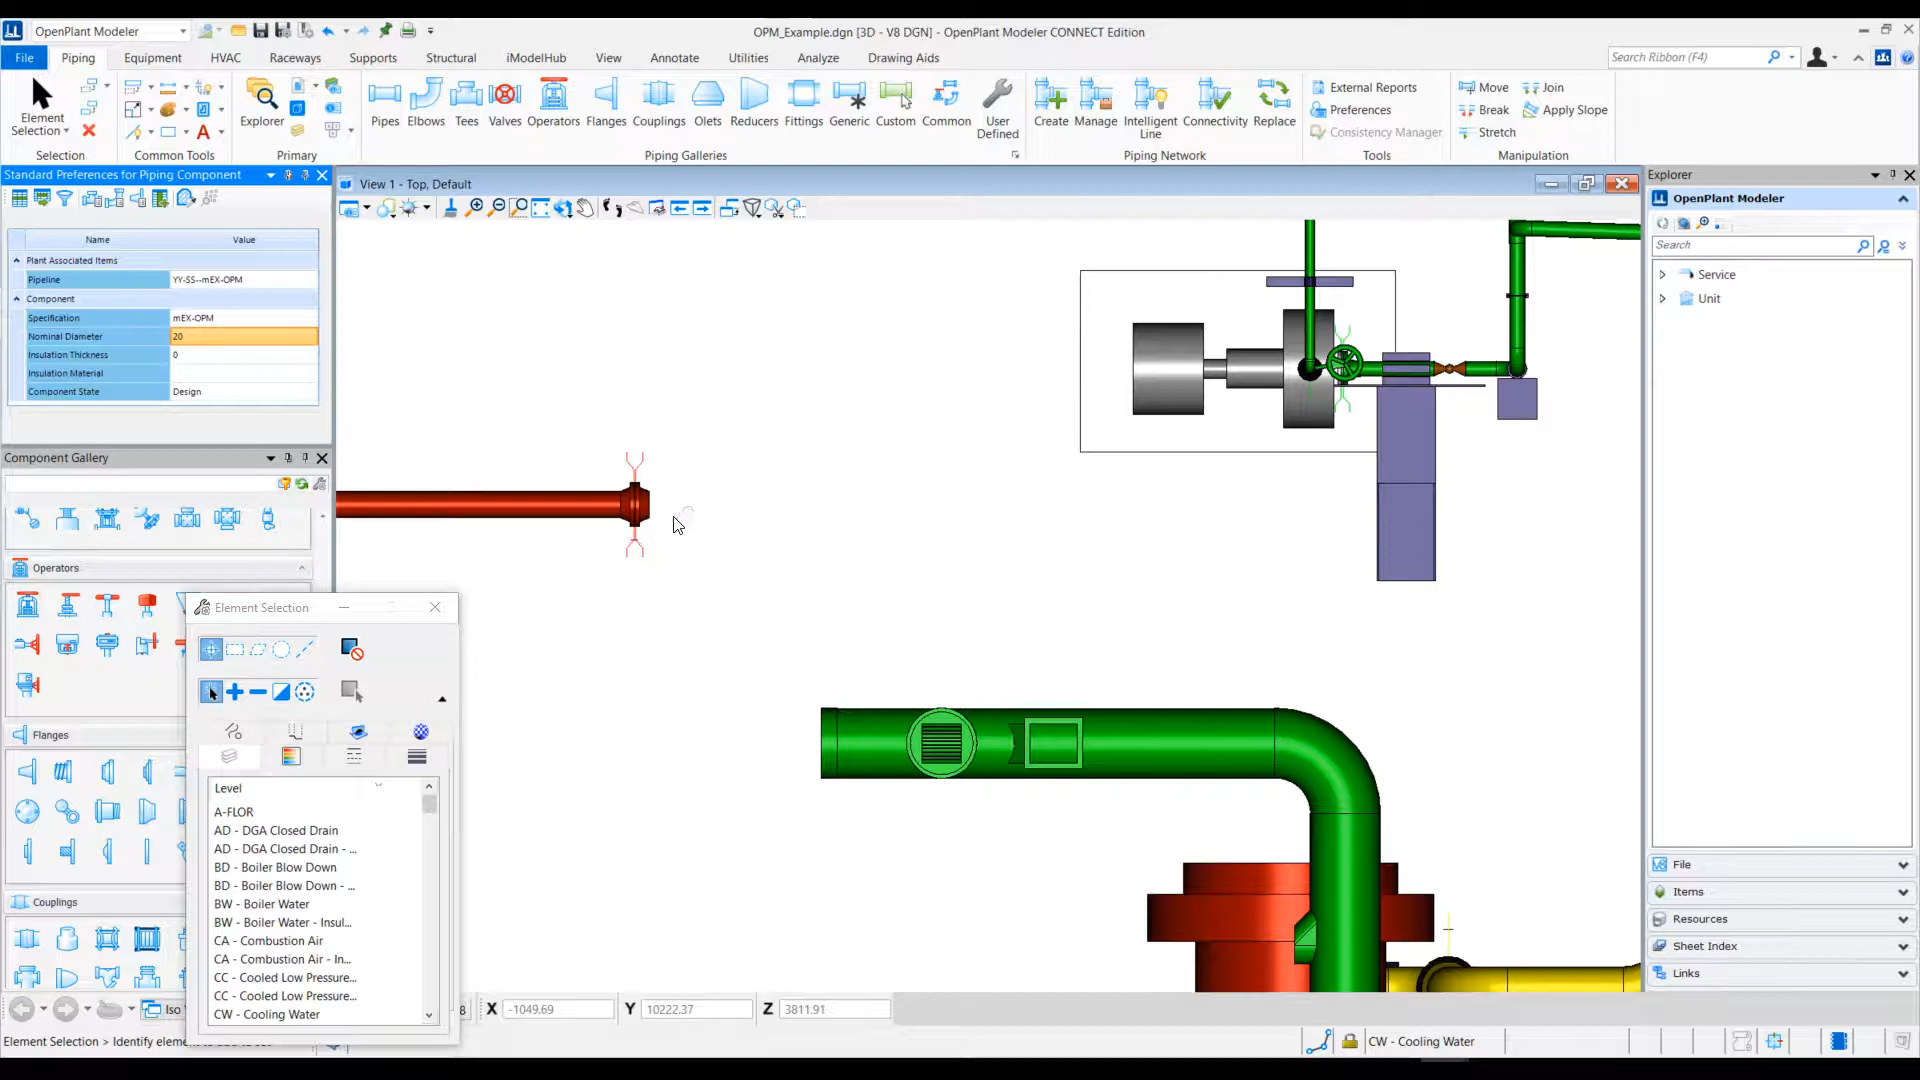 OpenPlant Modeler
OPM_Example.dgn [3D - V8 DGN] - OpenPlant Modeler CONNECT Edition
File Piping Equipment HVAC Raceways Supports Structural iModelHub View Annotate Utilities Analyze Drawing Aids
Search Ribbon (F4)
Element Selection
Selection
Common Tools
Explorer
Primary
Pipes Elbows Tees Valves Operators Flanges Couplings Olets Reducers Fittings Generic Custom Common User Defined
Piping Galleries
Create Manage Intelligent Line Connectivity Replace
Piping Network
External Reports
Preferences
Consistency Manager
Tools
Move Join
Break Apply Slope
Stretch
Manipulation
Standard Preferences for Piping Component
Name Value
Plant Associated Items
Pipeline YY-SS--mEX-OPM
Component
Specification mEX-OPM
Nominal Diameter 20
Insulation Thickness 0
Insulation Material
Component State Design
Component Gallery
Operators
Flanges
Couplings
View 1 - Top, Default
Element Selection
Level
A-FLOR
AD - DGA Closed Drain
AD - DGA Closed Drain - ...
BD - Boiler Blow Down
BD - Boiler Blow Down - ...
BW - Boiler Water
BW - Boiler Water - Insul...
CA - Combustion Air
CA - Combustion Air - In...
CC - Cooled Low Pressure...
CC - Cooled Low Pressure...
CW - Cooling Water
Explorer
OpenPlant Modeler
Search
Service
Unit
File
Items
Resources
Sheet Index
Links
Iso
8 X -1049.69 Y 10222.37 Z 3811.91
Element Selection > Identify element
CW - Cooling Water